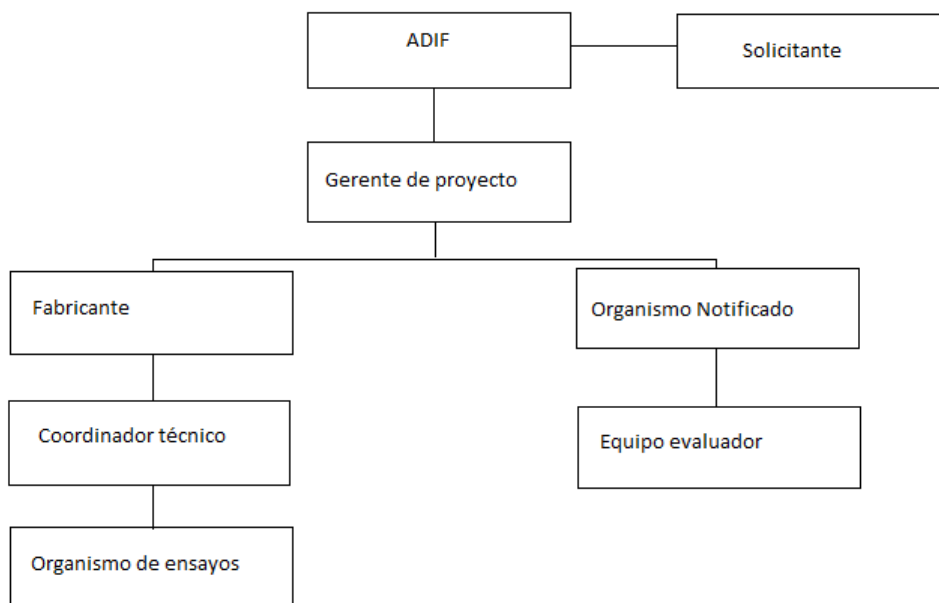 ADIF
Solicitante
Gerente de proyecto
Fabricante
Organismo Notificado
Coordinador técnico
Equipo evaluador
Organismo de ensayos